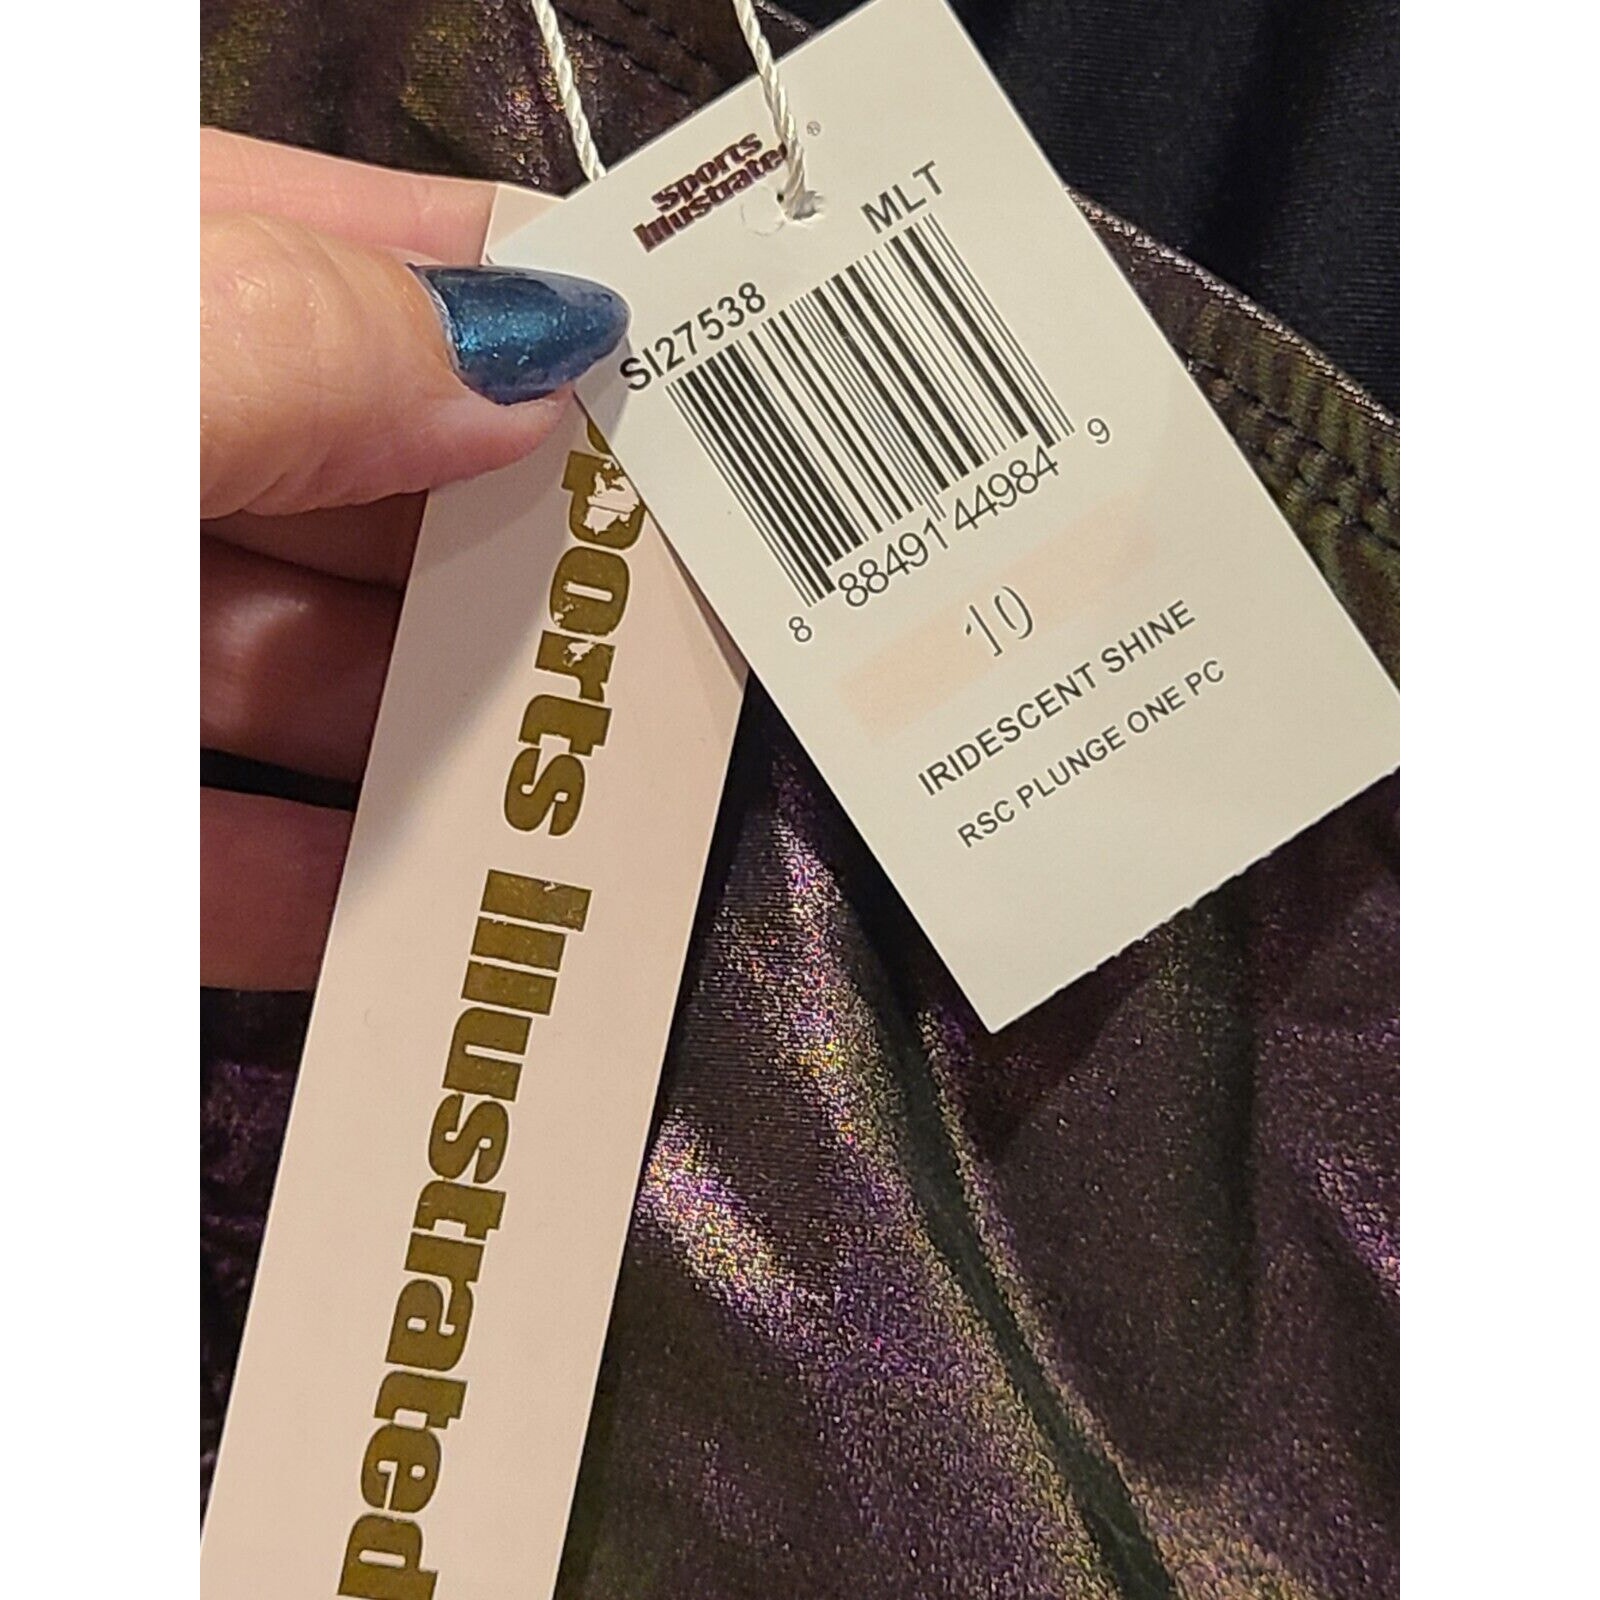 Sports
Illustrated®
SI27538 MLT
8 88491 44984 9
10
IRIDESCENT SHINE
RSC PLUNGE ONE PC
Sports Illustrated